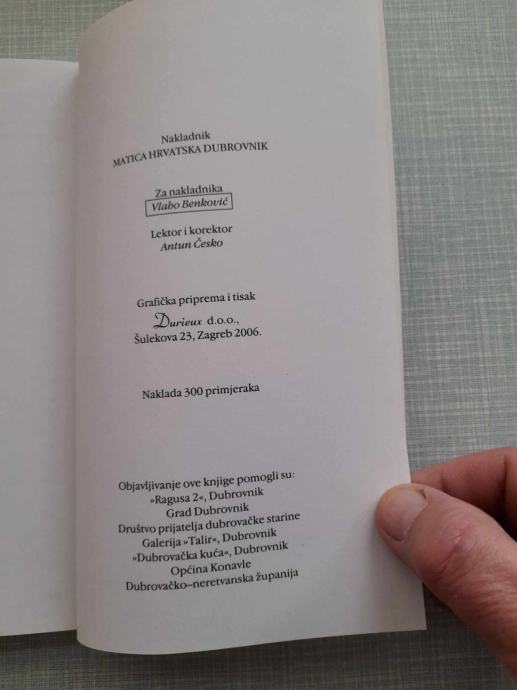 Nakladnik
MATICA HRVATSKA DUBROVNIK
Za nakladnika
Vlaho Benković
Lektor i korektor
Antun Česko
Grafička priprema i tisak
Durieux d.o.o.,
Šulekova 23, Zagreb 2006.
Naklada 300 primjeraka
Objavljivanje ove knjige pomogli su:
»Ragusa 2«, Dubrovnik
Grad Dubrovnik
Društvo prijatelja dubrovačke starine
Galerija »Talir«, Dubrovnik
»Dubrovačka kuća«, Dubrovnik
Općina Konavle
Dubrovačko–neretvanska županija